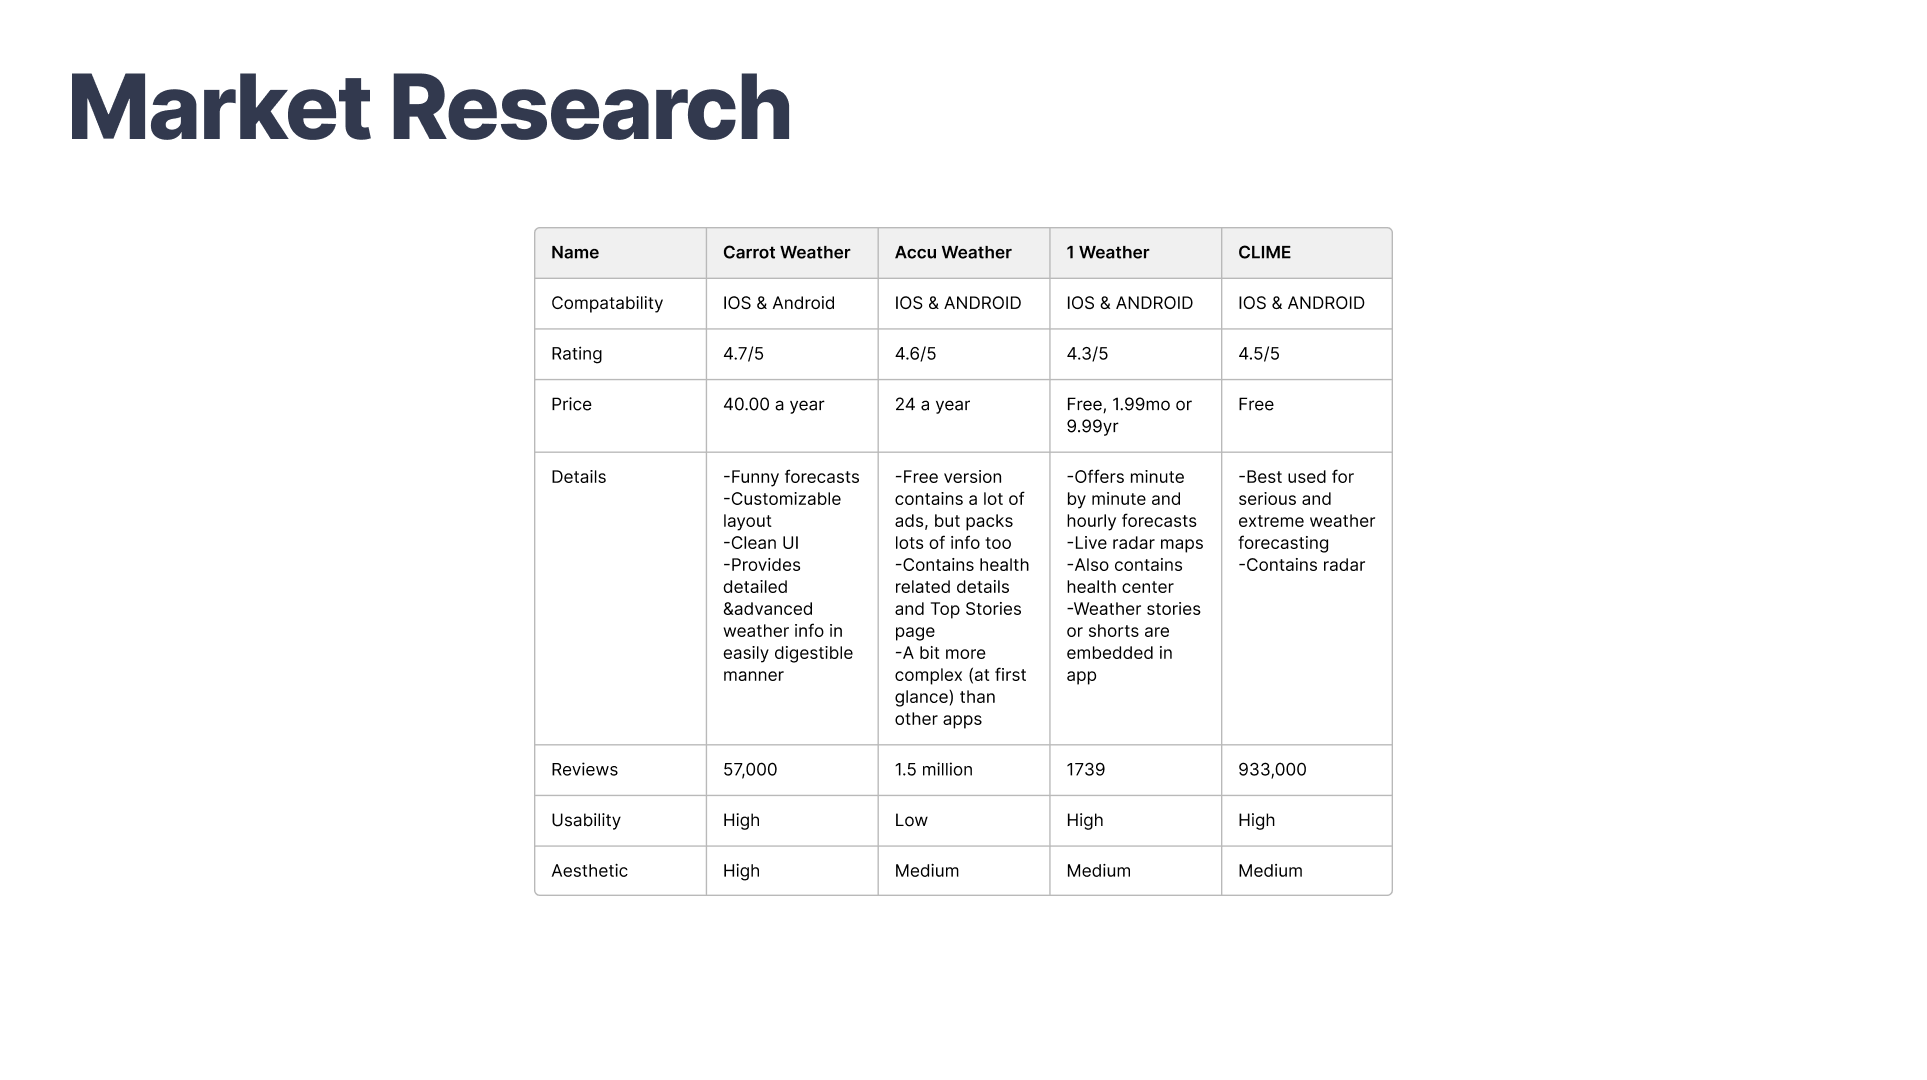 Market Research
Name
Carrot Weather
Accu Weather
1 Weather
CLIME
Compatability
IOS & Android
IOS & ANDROID
IOS & ANDROID
IOS & ANDROID
Rating
4.7/5
4.6/5
4.3/5
4.5/5
Price
40.00 a year
24 a year
Free, 1.99mo or
9.99yr
Free
Details
-Funny forecasts
-Customizable
layout
-Clean UI
-Provides
detailed
&advanced
weather info in
easily digestible
manner
-Free version
contains a lot of
ads, but packs
lots of info too
-Contains health
related details
and Top Stories
page
-A bit more
complex (at first
glance) than
other apps
-Offers minute
by minute and
hourly forecasts
-Live radar maps
-Also contains
health center
-Weather stories
or shorts are
embedded in
app
-Best used for
serious and
extreme weather
forecasting
-Contains radar
Reviews
57,000
1.5 million
1739
933,000
Usability
High
Low
High
High
Aesthetic
High
Medium
Medium
Medium